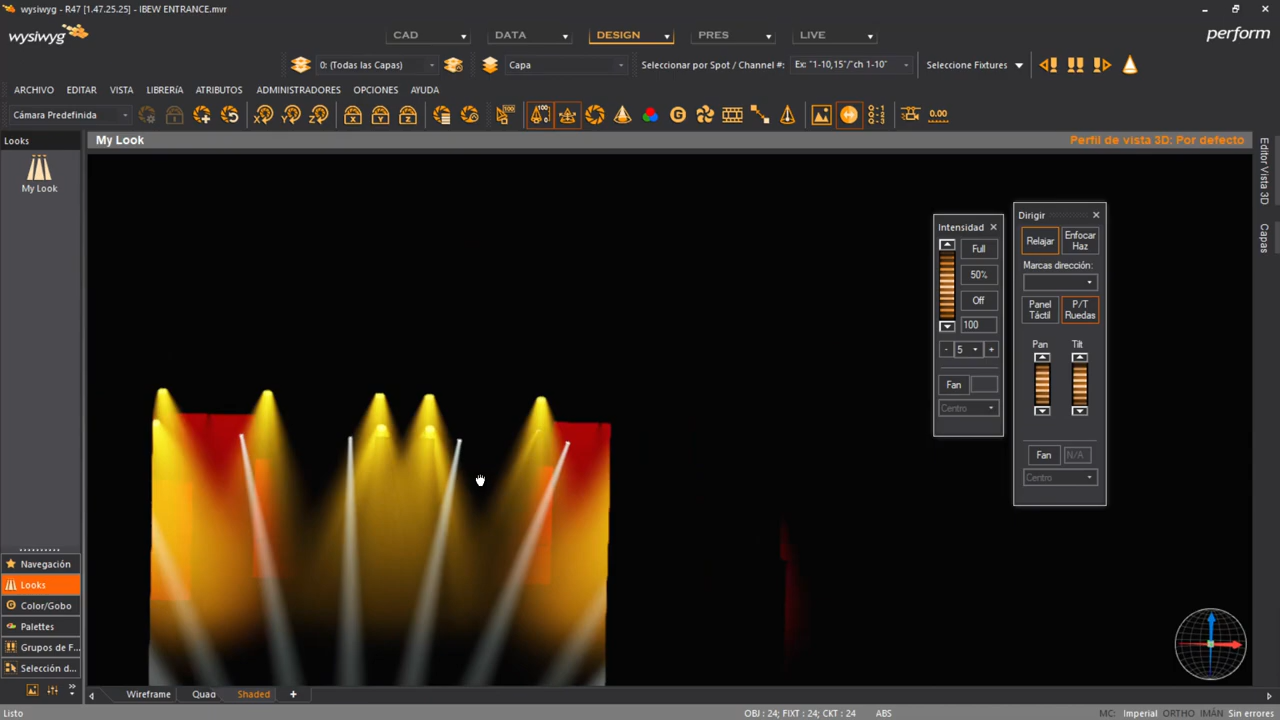 wysiwyg - R47 [1.47.25.25] - IBEW ENTRANCE.mvr
wysiwyg
CAD
DATA
DESIGN
PRES
LIVE
perform
0: (Todas las Capas)
Capa
Seleccionar por Spot / Channel #:
Ex: "1-10,15"/"ch 1-10"
Seleccione Fixtures
ARCHIVO
EDITAR
VISTA
LIBRERÍA
ATRIBUTOS
ADMINISTRADORES
OPCIONES
AYUDA
Cámara Predefinida
100
0.00
Looks
My Look
Perfil de vista 3D: Por defecto
My Look
Editor Vista 3D
Capas
Intensidad
Full
50%
Off
100
- 5 +
Fan
Centro
Dirigir
Relajar
Enfocar Haz
Marcas dirección:
Panel Táctil
P/T Ruedas
Pan
Tilt
Fan
N/A
Centro
Navegación
Looks
Color/Gobo
Palettes
Grupos de F...
Selección d...
Wireframe
Quad
Shaded
+
Listo
OBJ : 24; FIXT : 24; CKT : 24
ABS
MC:
Imperial
ORTHO
IMÁN
Sin errores